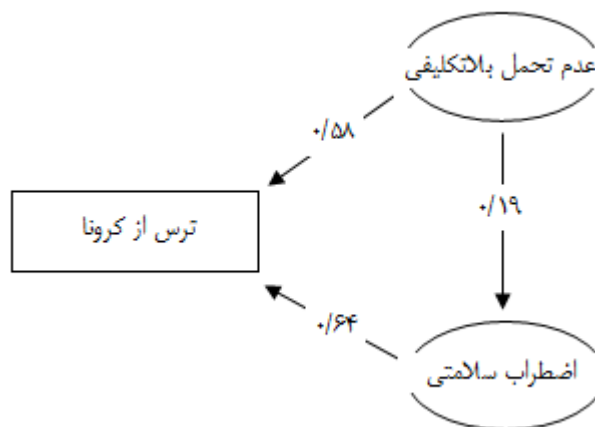 عدم تحمل بلاتکلیفی
۰/۵۸
۰/۱۹
ترس از کرونا
۰/۶۴
اضطراب سلامتی